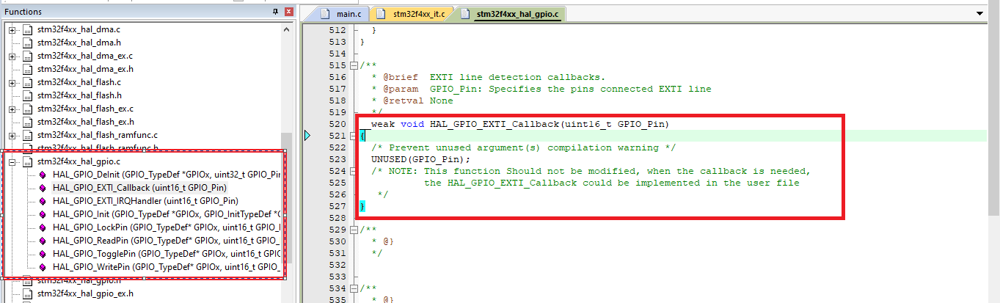 Functions
stm32f4xx_hal_dma.c
stm32f4xx_hal_dma.h
stm32f4xx_hal_dma_ex.c
stm32f4xx_hal_dma_ex.h
stm32f4xx_hal_flash.c
stm32f4xx_hal_flash.h
stm32f4xx_hal_flash_ex.c
stm32f4xx_hal_flash_ex.h
stm32f4xx_hal_flash_ramfunc.c
stm32f4xx_hal_flash_ramfunc.h
stm32f4xx_hal_gpio.c
HAL_GPIO_DeInit (GPIO_TypeDef *GPIOx, uint32_t GPIO_Pin
HAL_GPIO_EXTI_Callback (uint16_t GPIO_Pin)
HAL_GPIO_EXTI_IRQHandler (uint16_t GPIO_Pin)
HAL_GPIO_Init (GPIO_TypeDef *GPIOx, GPIO_InitTypeDef *
HAL_GPIO_LockPin (GPIO_TypeDef* GPIOx, uint16_t GPIO_
HAL_GPIO_ReadPin (GPIO_TypeDef* GPIOx, uint16_t GPIO_
HAL_GPIO_TogglePin (GPIO_TypeDef* GPIOx, uint16_t G
HAL_GPIO_WritePin (GPIO_TypeDef* GPIOx, uint16_t GPIO_
stm32f4xx_hal_gpio.h
stm32f4xx_hal_gpio_ex.h
main.c
stm32f4xx_it.c
stm32f4xx_hal_gpio.c
512 }
513 }
514
515 /**
516 * @brief  EXTI line detection callbacks.
517 * @param  GPIO_Pin: Specifies the pins connected EXTI line
518 * @retval None
519 */
520 __weak void HAL_GPIO_EXTI_Callback(uint16_t GPIO_Pin)
521 {
522 /* Prevent unused argument(s) compilation warning */
523 UNUSED(GPIO_Pin);
524 /* NOTE: This function Should not be modified, when the callback is needed,
525 the HAL_GPIO_EXTI_Callback could be implemented in the user file
526 */
527 }
528
529 /**
530 * @}
531 */
532
533
534 /**
535 * @}